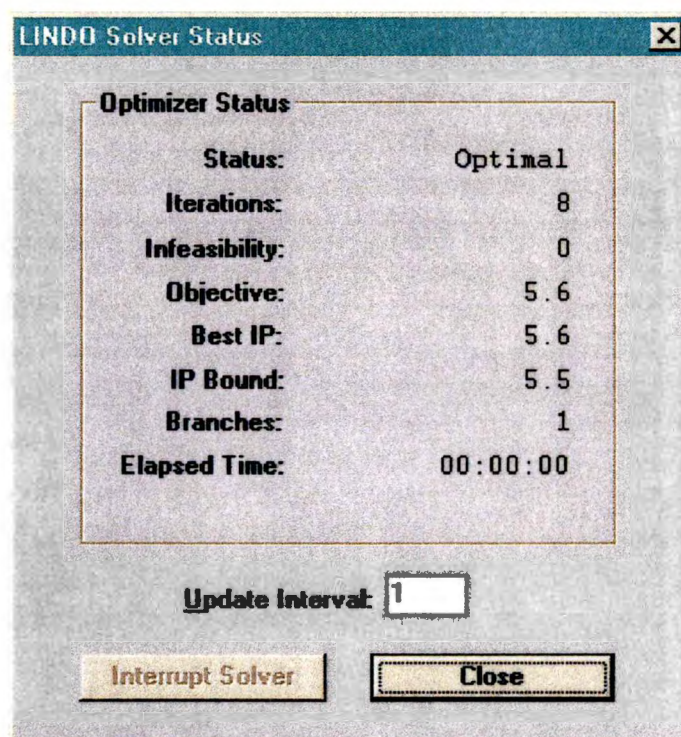 LINDO Solver Status
Optimizer Status
Status: Optimal
Iterations: 8
Infeasibility: 0
Objective: 5.6
Best IP: 5.6
IP Bound: 5.5
Branches: 1
Elapsed Time: 00:00:00
Update Interval: 1
Interrupt Solver Close